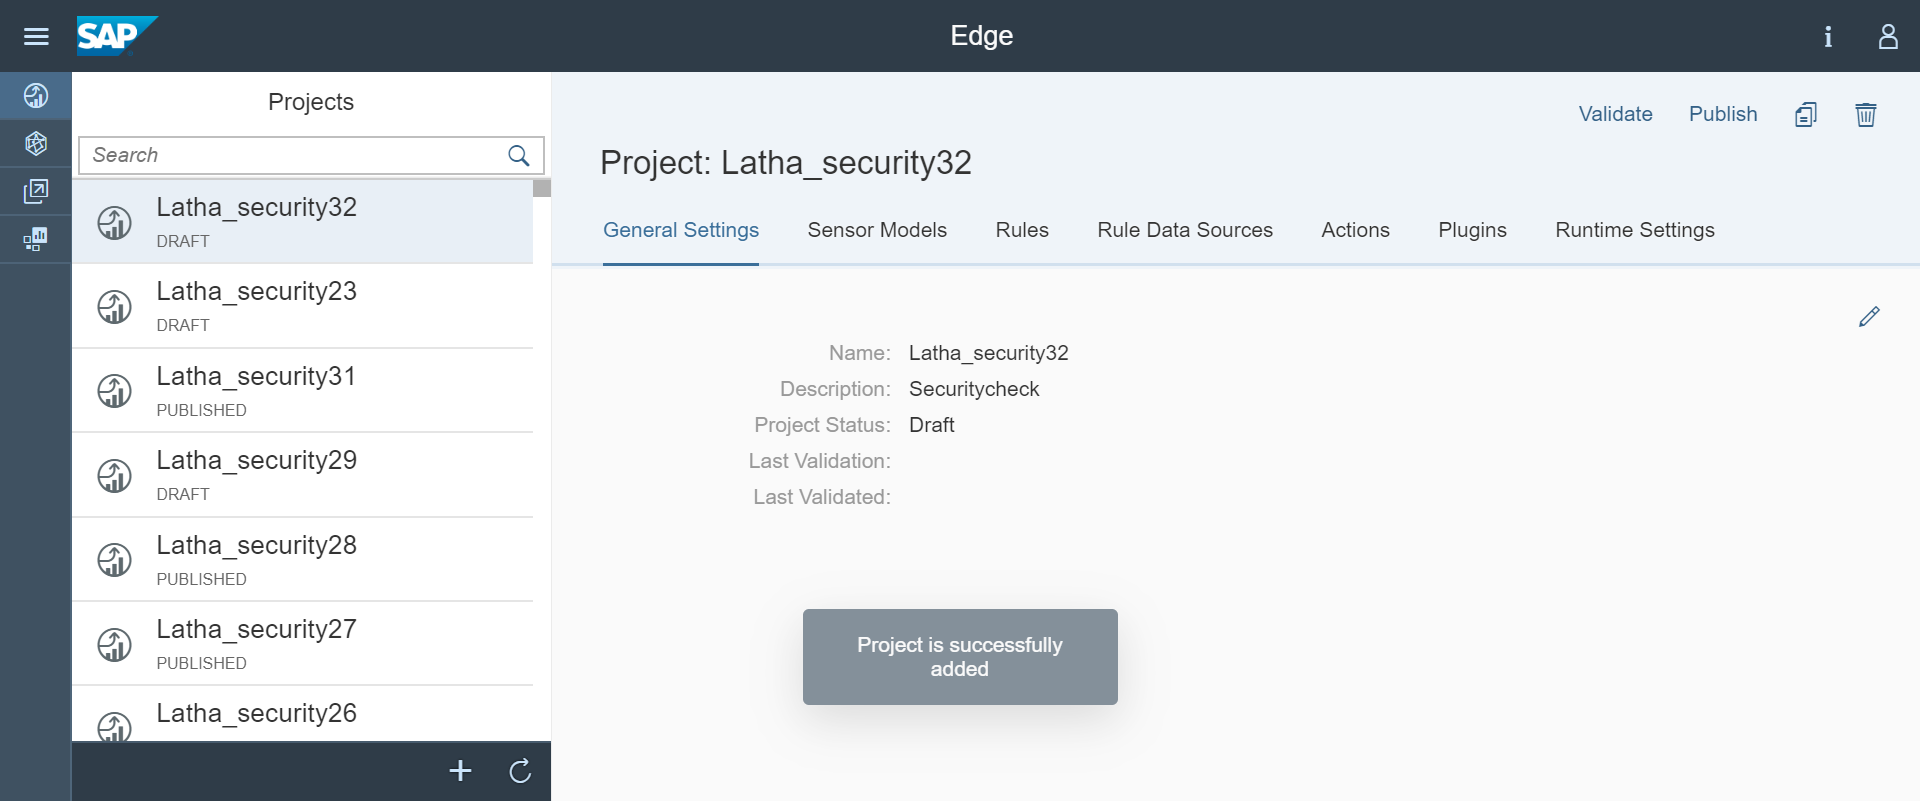 SAP
Edge
Projects
Search
Latha_security32
DRAFT
Latha_security23
DRAFT
Latha_security31
PUBLISHED
Latha_security29
DRAFT
Latha_security28
PUBLISHED
Latha_security27
PUBLISHED
Latha_security26
Validate Publish
Project: Latha_security32
General Settings Sensor Models Rules Rule Data Sources Actions Plugins Runtime Settings
Name: Latha_security32
Description: Securitycheck
Project Status: Draft
Last Validation:
Last Validated:
Project is successfully
added